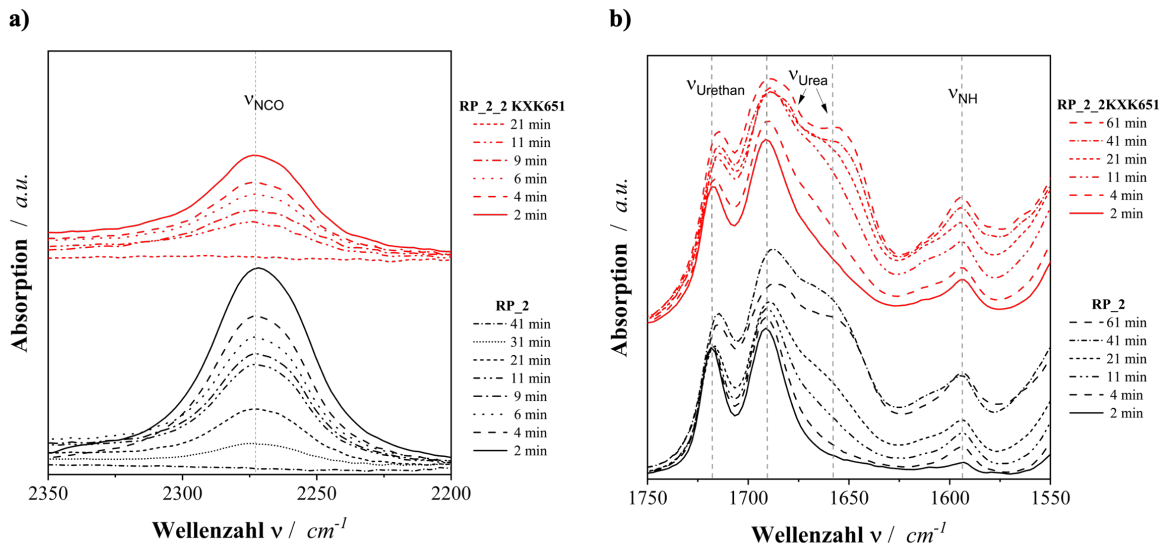 a)
νNCO
RP_2_2 KXK651
21 min
11 min
9 min
6 min
4 min
2 min
RP_2
41 min
31 min
21 min
11 min
9 min
6 min
4 min
2 min
Absorption / a.u.
2350
2300
2250
2200
Wellenzahl ν / cm⁻¹
b)
νUrethan
νUrea
νNH
RP_2_2KXK651
61 min
41 min
21 min
11 min
4 min
2 min
RP_2
61 min
41 min
21 min
11 min
4 min
2 min
Absorption / a.u.
1750
1700
1650
1600
1550
Wellenzahl ν / cm⁻¹